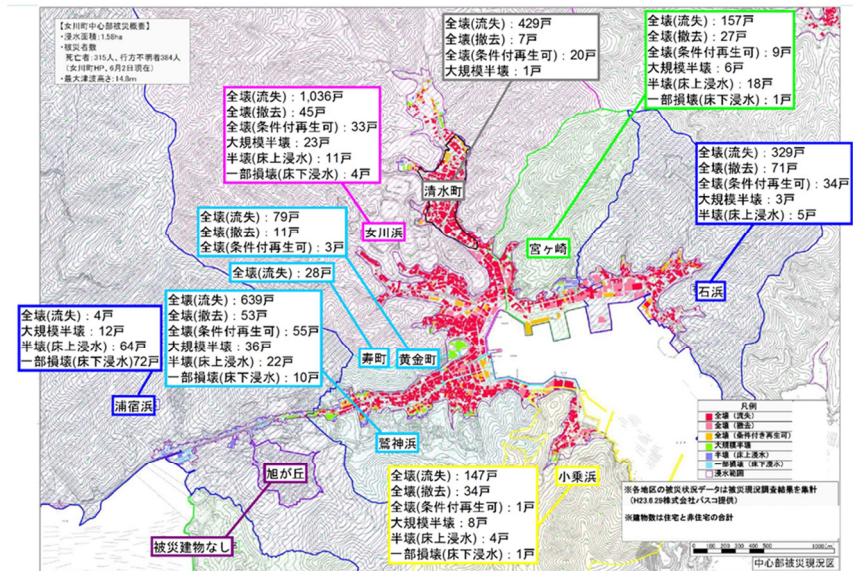 【女川町中心部被災概要】
・浸水面積：1.58ha
・被災者数
死亡者：315人、行方不明者384人
（女川町HP、6月2日現在）
・最大津波高さ：14.8m
全壊(流失)：429戸
全壊(撤去)：7戸
全壊(条件付再生可)：20戸
大規模半壊：1戸
全壊(流失)：157戸
全壊(撤去)：27戸
全壊(条件付再生可)：9戸
大規模半壊：6戸
半壊(床上浸水)：18戸
一部損壊(床下浸水)：1戸
全壊(流失)：1,036戸
全壊(撤去)：45戸
全壊(条件付再生可)：33戸
大規模半壊：23戸
半壊(床上浸水)：11戸
一部損壊(床下浸水)：4戸
全壊(流失)：329戸
全壊(撤去)：71戸
全壊(条件付再生可)：34戸
大規模半壊：3戸
半壊(床上浸水)：5戸
清水町
女川浜
宮ヶ崎
石浜
全壊(流失)：79戸
全壊(撤去)：11戸
全壊(条件付再生可)：3戸
全壊(流失)：28戸
全壊(流失)：4戸
大規模半壊：12戸
半壊(床上浸水)：64戸
一部損壊(床下浸水)72戸
全壊(流失)：639戸
全壊(撤去)：53戸
全壊(条件付再生可)：55戸
大規模半壊：36戸
半壊(床上浸水)：22戸
一部損壊(床下浸水)：10戸
寿町
黄金町
浦宿浜
鷲神浜
旭が丘
小乗浜
被災建物なし
全壊(流失)：147戸
全壊(撤去)：34戸
全壊(条件付再生可)：1戸
大規模半壊：8戸
半壊(床上浸水)：4戸
一部損壊(床下浸水)：1戸
凡例
全壊（流失）
全壊（撤去）
全壊（条件付き再生可）
大規模半壊
半壊（床上浸水）
一部損壊（床下浸水）
浸水範囲
※各地区の被災状況データは被災現況調査結果を集計
（H23.6.29株式会社パスコ提供）
※建物数は住宅と非住宅の合計
0 100 200 300 400 500 1000(m)
中心部被災現況図